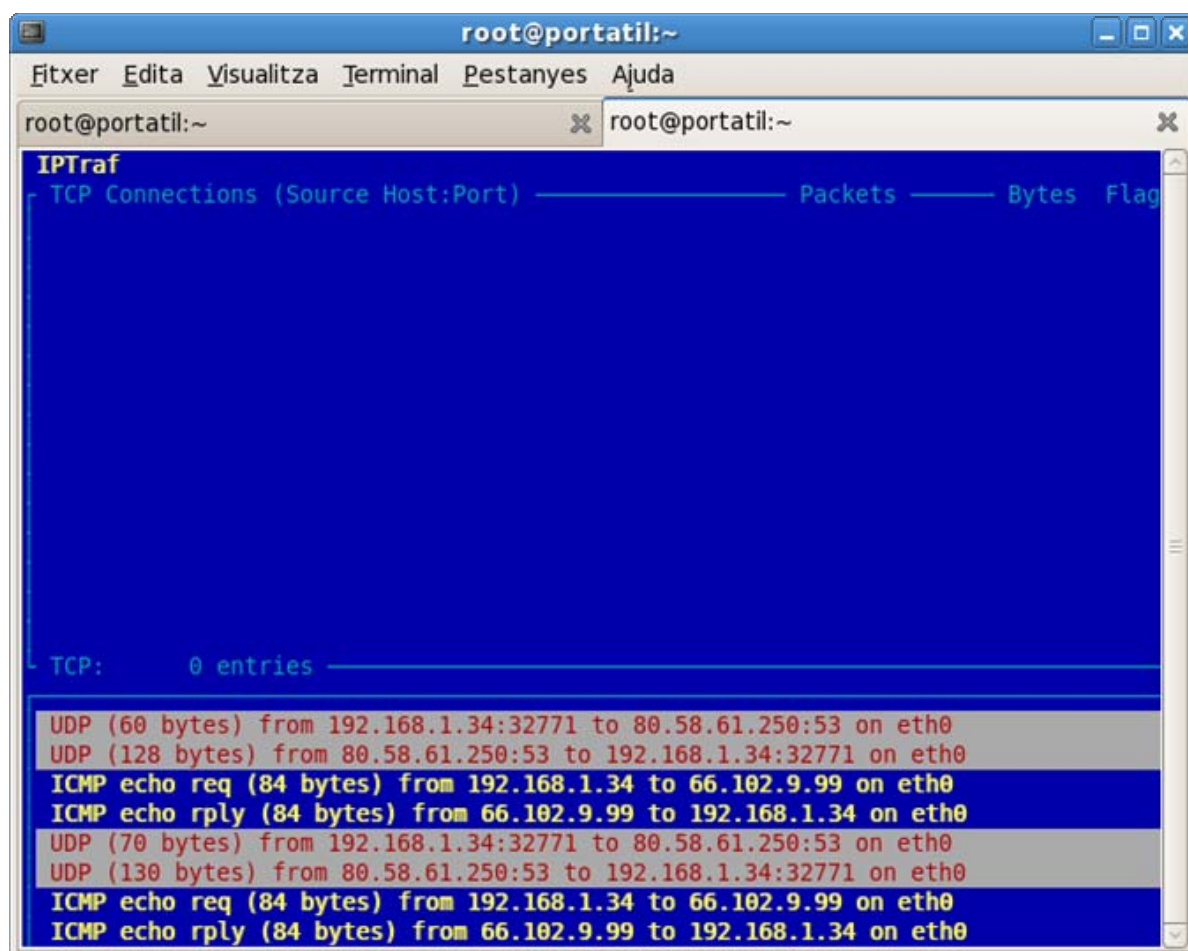 root@portatil:~
Fitxer Edita Visualitza Terminal Pestanyes Ajuda
root@portatil:~ root@portatil:~
IPTraf
TCP Connections (Source Host:Port) Packets Bytes Flag
TCP: 0 entries
UDP (60 bytes) from 192.168.1.34:32771 to 80.58.61.250:53 on eth0
UDP (128 bytes) from 80.58.61.250:53 to 192.168.1.34:32771 on eth0
ICMP echo req (84 bytes) from 192.168.1.34 to 66.102.9.99 on eth0
ICMP echo rply (84 bytes) from 66.102.9.99 to 192.168.1.34 on eth0
UDP (70 bytes) from 192.168.1.34:32771 to 80.58.61.250:53 on eth0
UDP (130 bytes) from 80.58.61.250:53 to 192.168.1.34:32771 on eth0
ICMP echo req (84 bytes) from 192.168.1.34 to 66.102.9.99 on eth0
ICMP echo rply (84 bytes) from 66.102.9.99 to 192.168.1.34 on eth0